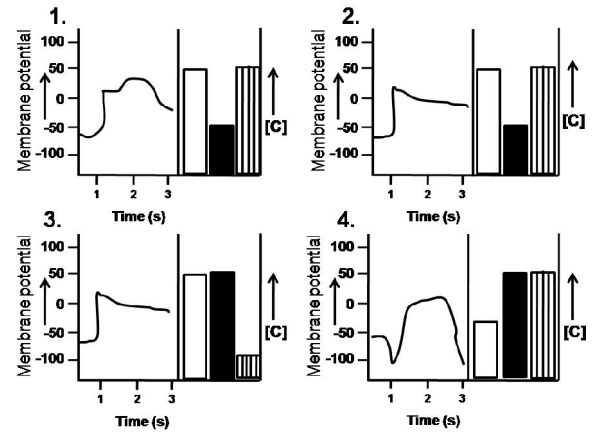 1.
Membrane potential
100
50
0
-50
-100
1 2 3
Time (s)
[C]
2.
Membrane potential
100
50
0
-50
-100
1 2 3
Time (s)
[C]
3.
Membrane potential
100
50
0
-50
-100
1 2 3
Time (s)
[C]
4.
Membrane potential
100
50
0
-50
-100
1 2 3
Time (s)
[C]